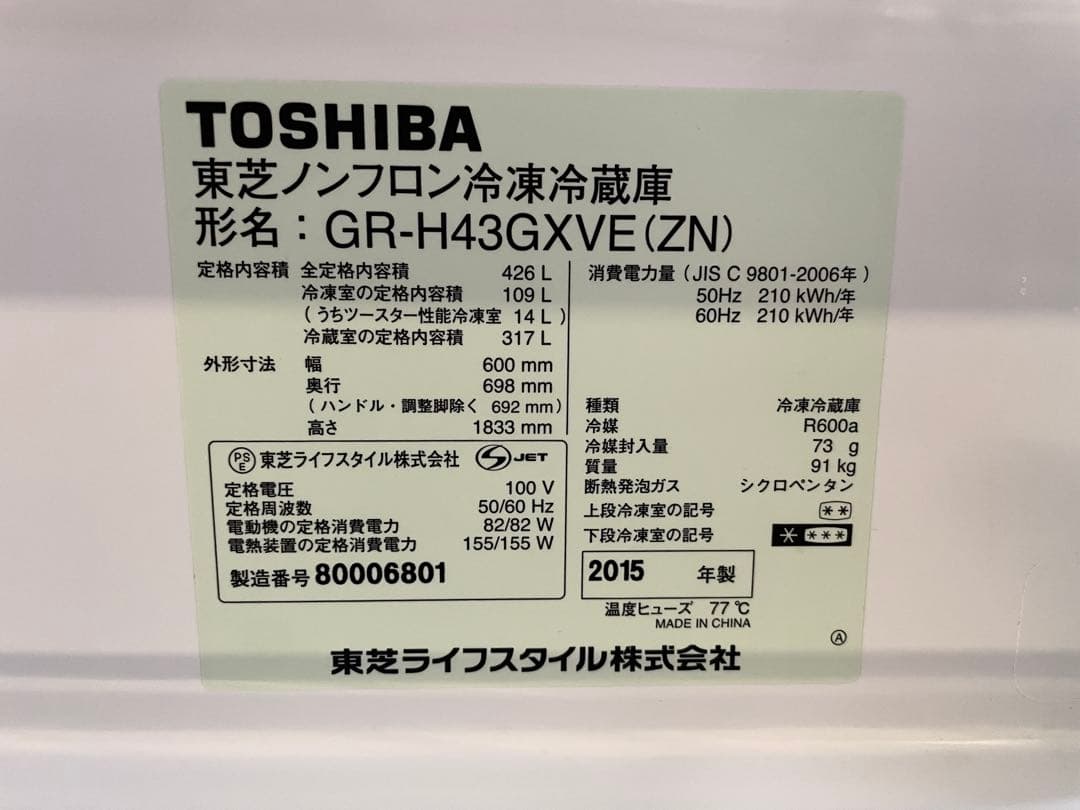 TOSHIBA
東芝ノンフロン冷凍冷蔵庫
形名：GR-H43GXVE(ZN)
定格内容積 全定格内容積 426 L
冷凍室の定格内容積 109 L
(うちツースター性能冷凍室 14 L)
冷蔵室の定格内容積 317 L
外形寸法 幅 600 mm
奥行 698 mm
(ハンドル・調整脚除く 692 mm)
高さ 1833 mm
PSE 東芝ライフスタイル株式会社 S JET
定格電圧 100 V
定格周波数 50/60 Hz
電動機の定格消費電力 82/82 W
電熱装置の定格消費電力 155/155 W
製造番号 80006801
消費電力量 (JIS C 9801-2006年)
50Hz 210 kWh/年
60Hz 210 kWh/年
種類 冷凍冷蔵庫
冷媒 R600a
冷媒封入量 73 g
質量 91 kg
断熱発泡ガス シクロペンタン
上段冷凍室の記号 **
下段冷凍室の記号 * ***
2015 年製
温度ヒューズ 77℃
MADE IN CHINA
Ⓐ
東芝ライフスタイル株式会社